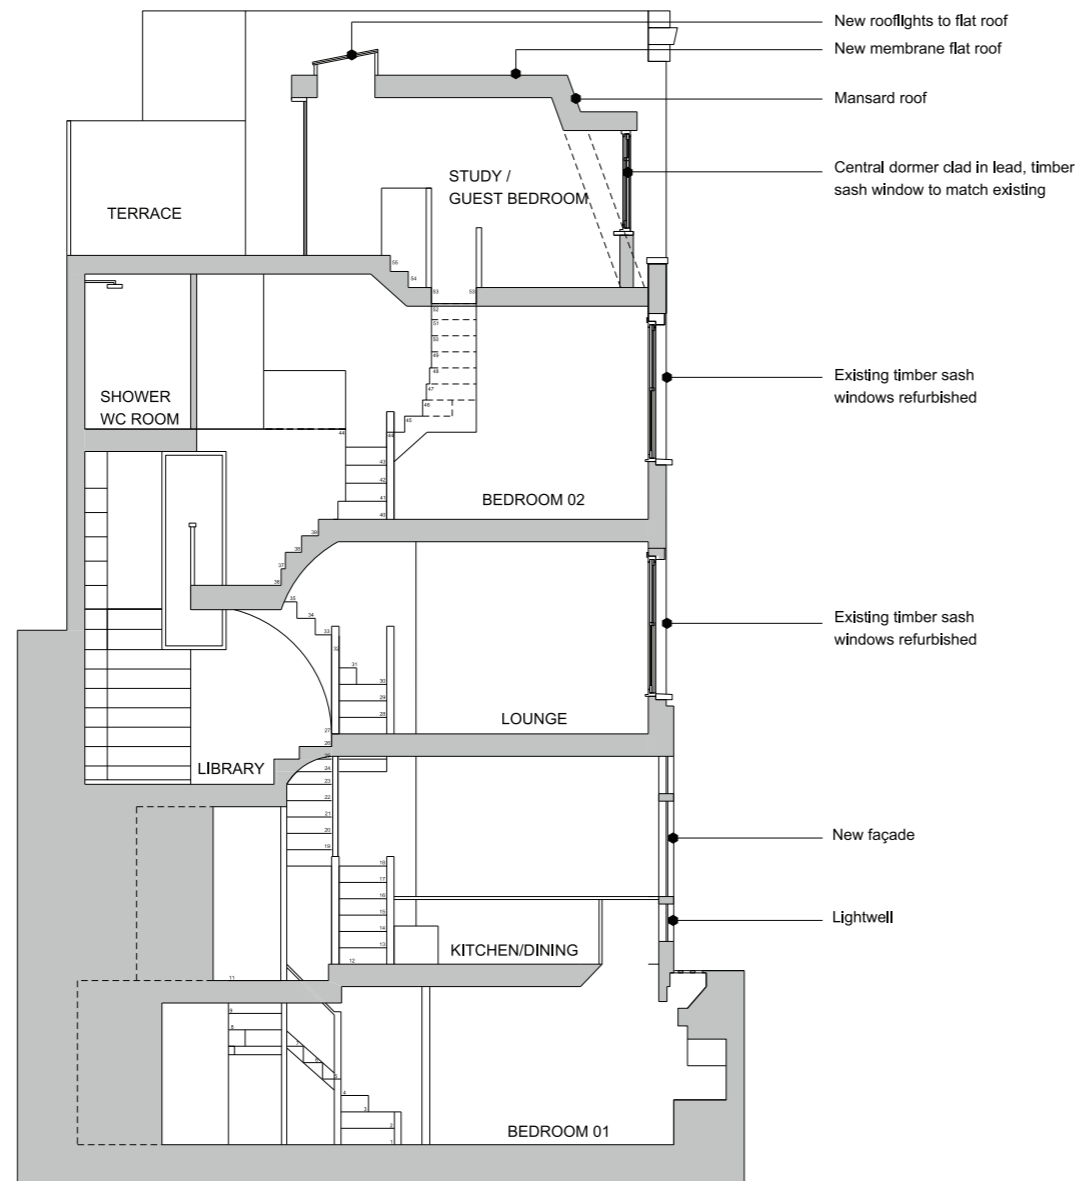 New rooflights to flat roof
New membrane flat roof
Mansard roof
Central dormer clad in lead, timber
sash window to match existing
STUDY /
GUEST BEDROOM
TERRACE
Existing timber sash
windows refurbished
SHOWER
WC ROOM
BEDROOM 02
Existing timber sash
windows refurbished
LOUNGE
LIBRARY
New façade
Lightwell
KITCHEN/DINING
BEDROOM 01